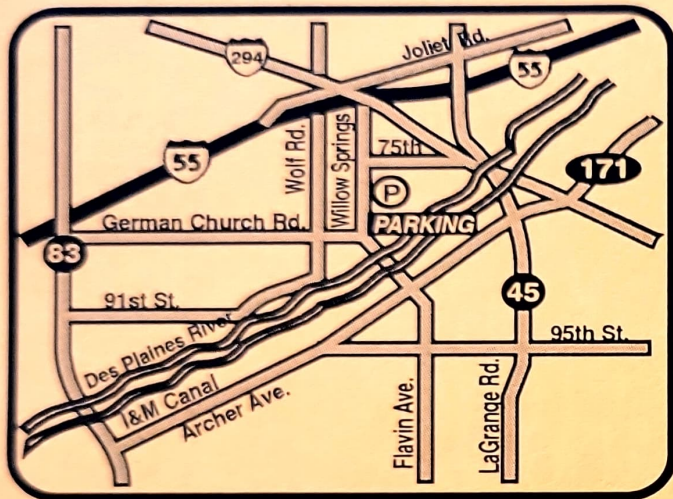 294
Joliet Rd.
55
55
Wolf Rd.
Willow Springs
75th
171
P
PARKING
German Church Rd.
83
45
91st St.
95th St.
Des Plaines River
I&M Canal
Archer Ave.
Flavin Ave.
LaGrange Rd.